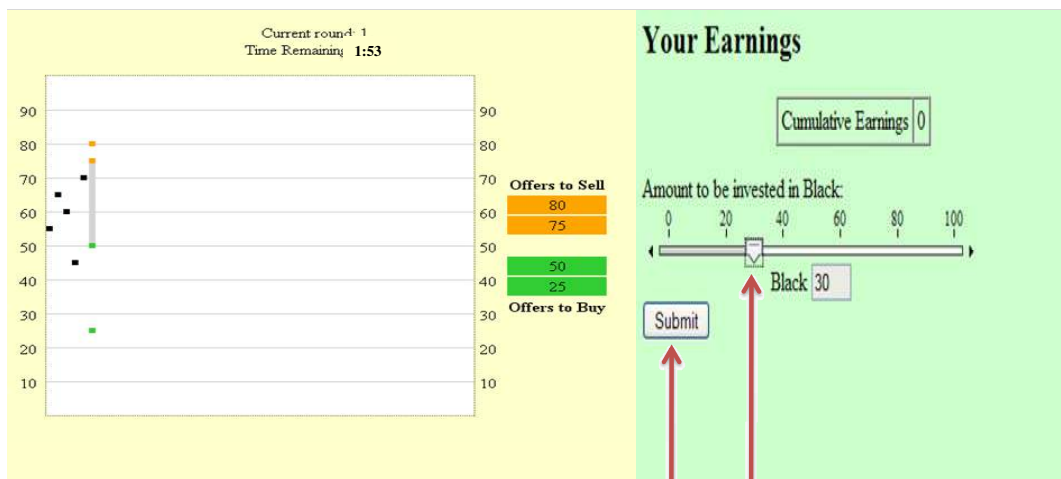 Current round: 1
Time Remaining 1:53
90
80
70
60
50
40
30
20
10
90
80
70
60
50
40
30
20
10
Offers to Sell
80
75
50
25
Offers to Buy
Your Earnings
Cumulative Earnings 0
Amount to be invested in Black:
0 20 40 60 80 100
Black 30
Submit